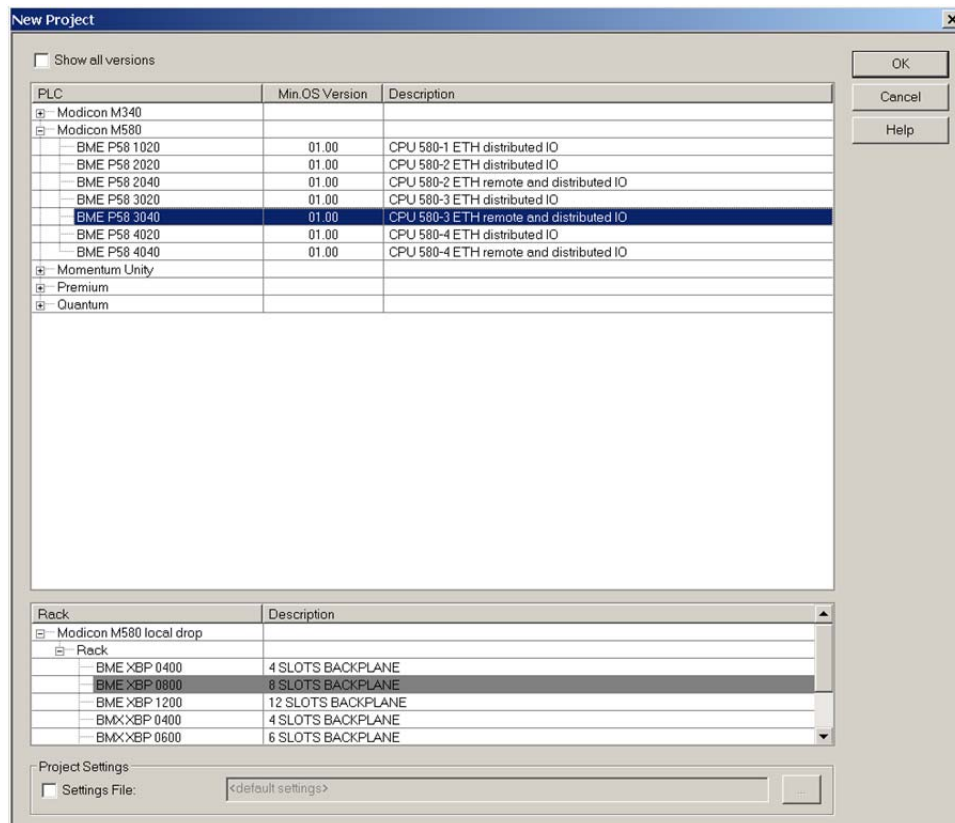 New Project
Show all versions
OK
Cancel
Help
PLC Min.OS Version Description
Modicon M340
Modicon M580
BME P58 1020 01.00 CPU 580-1 ETH distributed IO
BME P58 2020 01.00 CPU 580-2 ETH distributed IO
BME P58 2040 01.00 CPU 580-2 ETH remote and distributed IO
BME P58 3020 01.00 CPU 580-3 ETH distributed IO
BME P58 3040 01.00 CPU 580-3 ETH remote and distributed IO
BME P58 4020 01.00 CPU 580-4 ETH distributed IO
BME P58 4040 01.00 CPU 580-4 ETH remote and distributed IO
Momentum Unity
Premium
Quantum
Rack Description
Modicon M580 local drop
Rack
BME XBP 0400 4 SLOTS BACKPLANE
BME XBP 0800 8 SLOTS BACKPLANE
BME XBP 1200 12 SLOTS BACKPLANE
BMX XBP 0400 4 SLOTS BACKPLANE
BMX XBP 0600 6 SLOTS BACKPLANE
Project Settings
Settings File: <default settings> ...